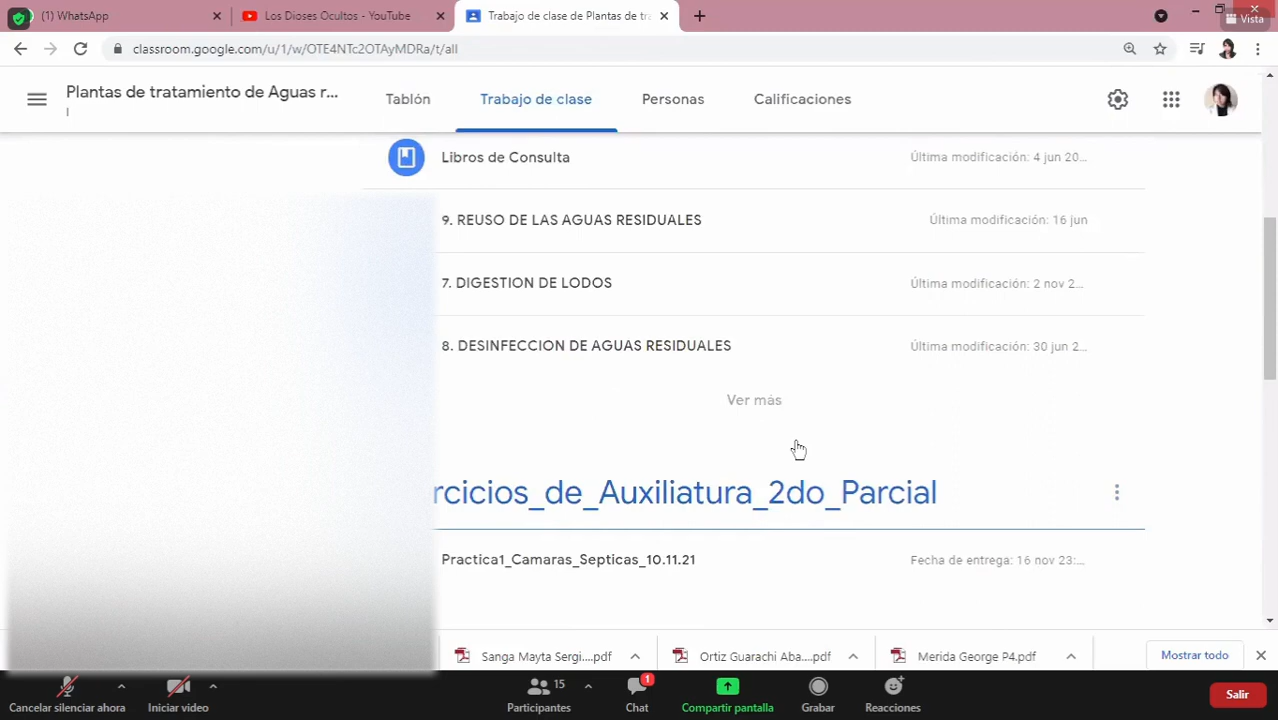 (1) WhatsApp
Los Dioses Ocultos - YouTube
Trabajo de clase de Plantas de tra
Vista
classroom.google.com/u/1/w/OTE4NTc2OTAyMDRa/t/all
Plantas de tratamiento de Aguas r...
I
Tablón
Trabajo de clase
Personas
Calificaciones
Libros de Consulta
Última modificación: 4 jun 20...
9. REUSO DE LAS AGUAS RESIDUALES
Última modificación: 16 jun
7. DIGESTION DE LODOS
Última modificación: 2 nov 2...
8. DESINFECCION DE AGUAS RESIDUALES
Última modificación: 30 jun 2...
Ver más
rcicios_de_Auxiliatura_2do_Parcial
Practica1_Camaras_Septicas_10.11.21
Fecha de entrega: 16 nov 23:...
Sanga Mayta Sergi....pdf
Ortiz Guarachi Aba....pdf
Merida George P4.pdf
Mostrar todo
15
1
Cancelar silenciar ahora
Iniciar video
Participantes
Chat
Compartir pantalla
Grabar
Reacciones
Salir